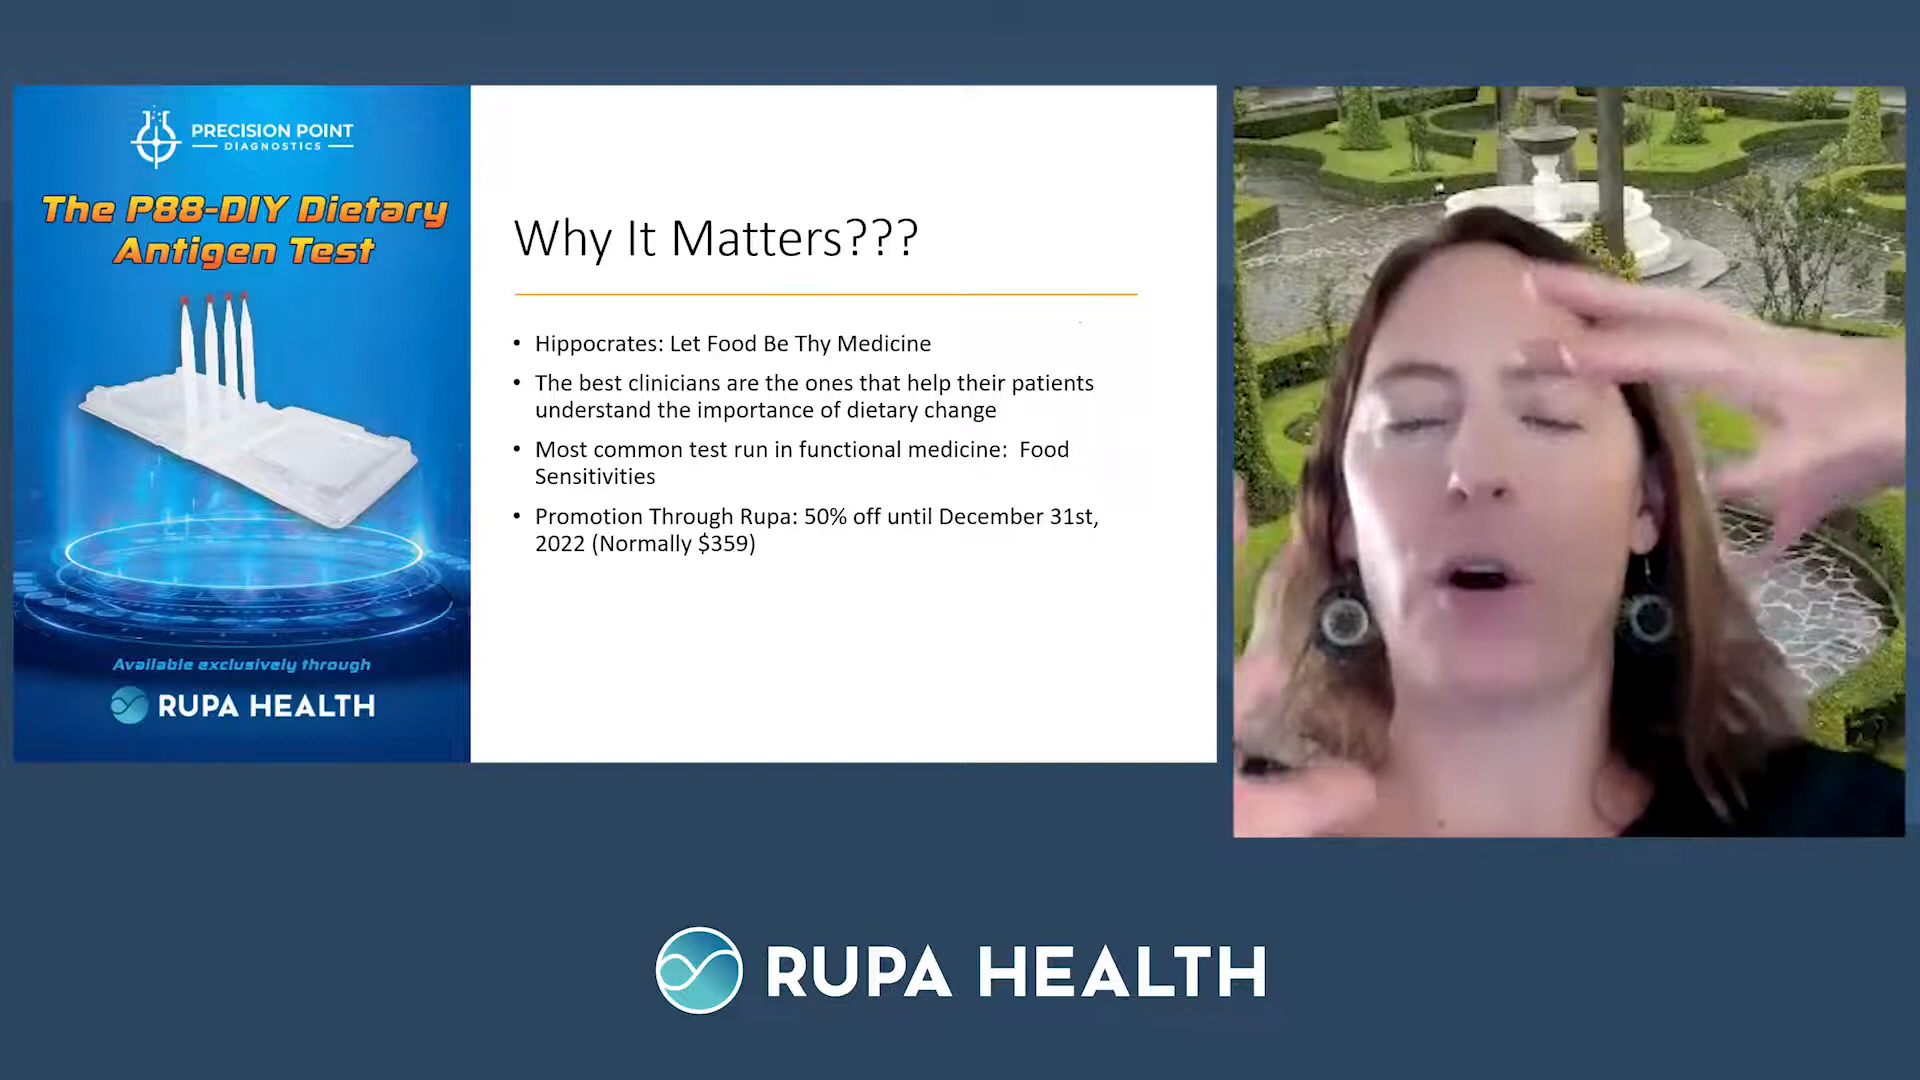 PRECISION POINT
DIAGNOSTICS
The P88-DIY Dietary
Antigen Test
Available exclusively through
RUPA HEALTH
Why It Matters???
• Hippocrates: Let Food Be Thy Medicine
• The best clinicians are the ones that help their patients
understand the importance of dietary change
• Most common test run in functional medicine: Food
Sensitivities
• Promotion Through Rupa: 50% off until December 31st,
2022 (Normally $359)
RUPA HEALTH